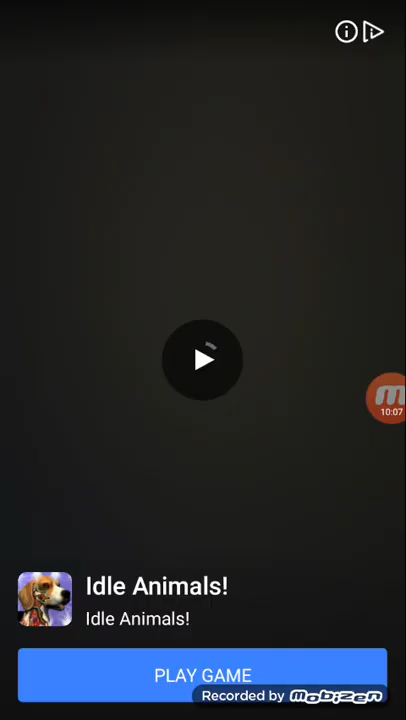 10:07
Idle Animals!
Idle Animals!
PLAY GAME
Recorded by mobizen